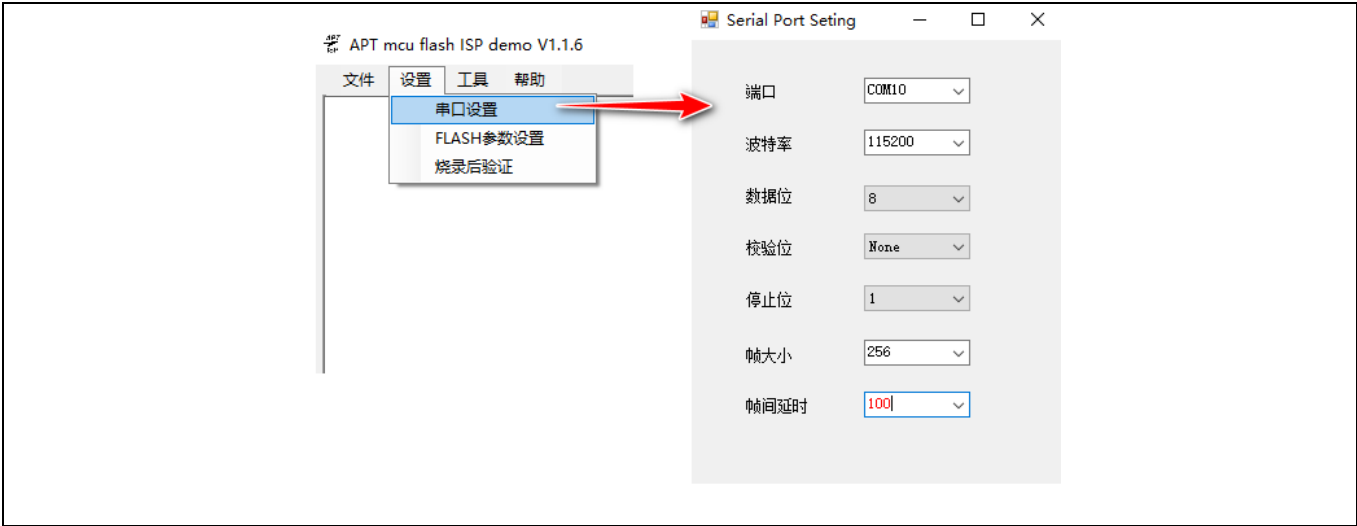 APT mcu flash ISP demo V1.1.6
文件 设置 工具 帮助
串口设置
FLASH参数设置
烧录后验证
Serial Port Seting
端口 COM10
波特率 115200
数据位 8
校验位 None
停止位 1
帧大小 256
帧间延时 100